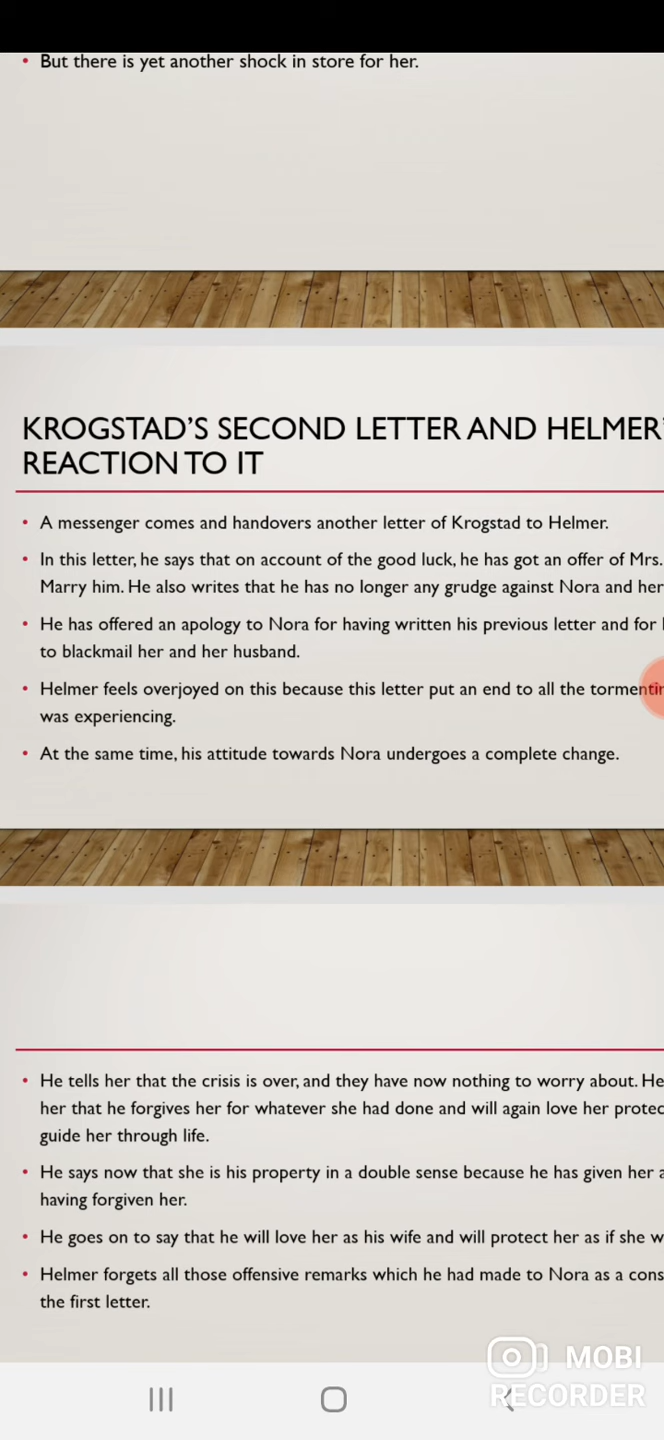 • But there is yet another shock in store for her.
KROGSTAD'S SECOND LETTER AND HELMER'
REACTION TO IT
• A messenger comes and handovers another letter of Krogstad to Helmer.
• In this letter, he says that on account of the good luck, he has got an offer of Mrs.
Marry him. He also writes that he has no longer any grudge against Nora and her
• He has offered an apology to Nora for having written his previous letter and for
to blackmail her and her husband.
• Helmer feels overjoyed on this because this letter put an end to all the tormentin
was experiencing.
• At the same time, his attitude towards Nora undergoes a complete change.
• He tells her that the crisis is over, and they have now nothing to worry about. He
her that he forgives her for whatever she had done and will again love her protec
guide her through life.
• He says now that she is his property in a double sense because he has given her a
having forgiven her.
• He goes on to say that he will love her as his wife and will protect her as if she w
• Helmer forgets all those offensive remarks which he had made to Nora as a cons
the first letter.
MOBI
RECORDER